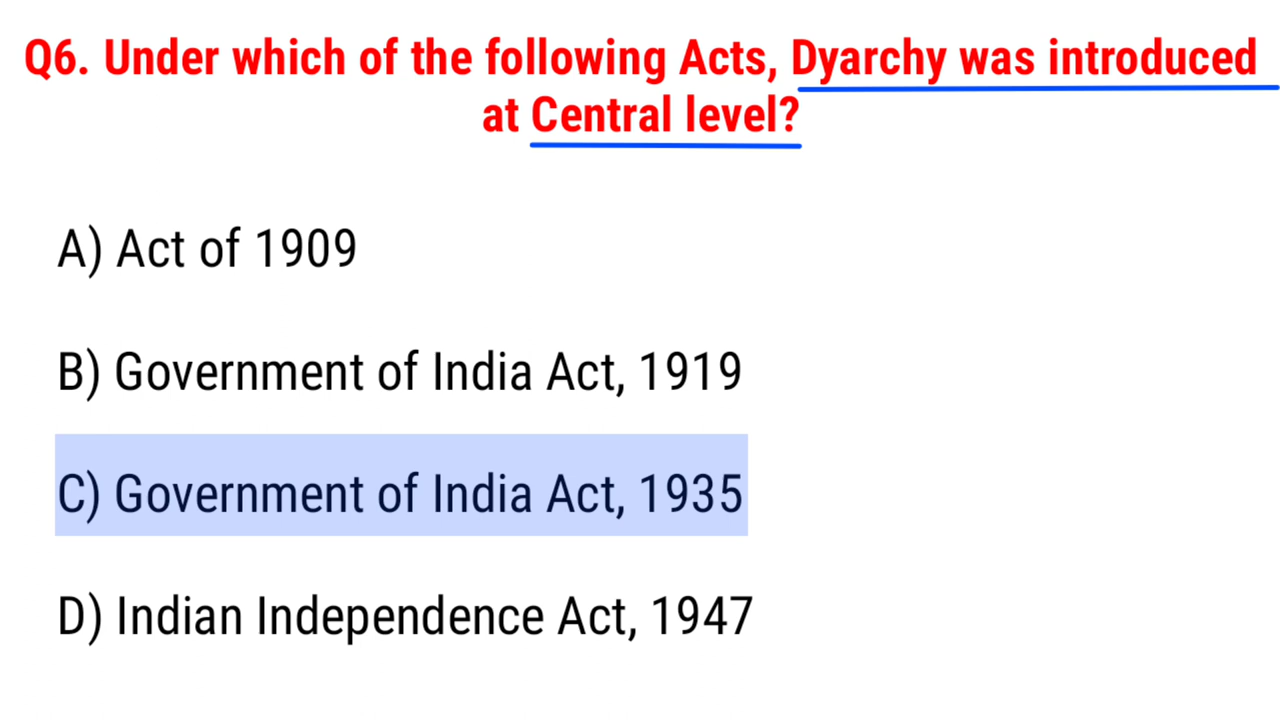 Q6. Under which of the following Acts, Dyarchy was introduced
at Central level?
A) Act of 1909
B) Government of India Act, 1919
C) Government of India Act, 1935
D) Indian Independence Act, 1947